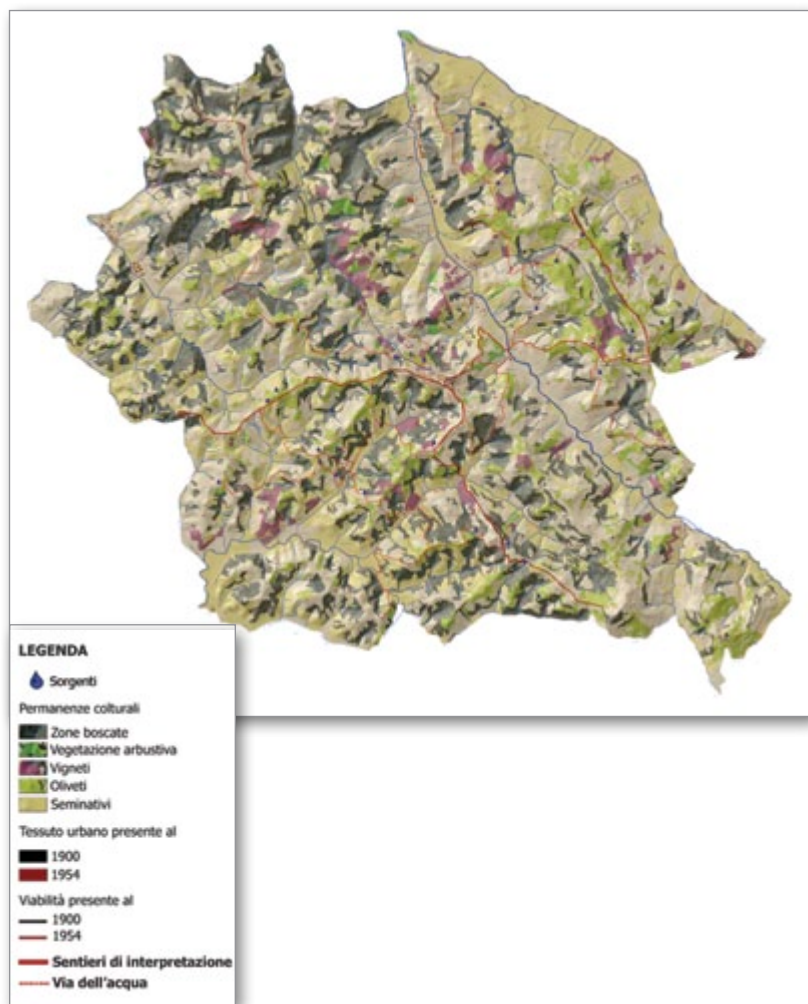 LEGENDA
Sorgenti
Permanenze colturali
Zone boscate
Vegetazione arbustiva
Vigneti
Oliveti
Seminativi
Tessuto urbano presente al
1900
1954
Viabilità presente al
1900
1954
Sentieri di interpretazione
Via dell'acqua